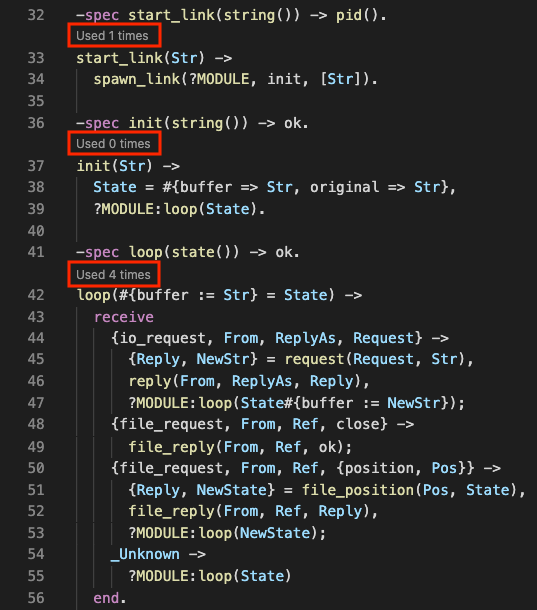 32 -spec start_link(string()) -> pid().
Used 1 times
33 start_link(Str) ->
34   spawn_link(?MODULE, init, [Str]).
35
36 -spec init(string()) -> ok.
Used 0 times
37 init(Str) ->
38   State = #{buffer => Str, original => Str},
39   ?MODULE:loop(State).
40
41 -spec loop(state()) -> ok.
Used 4 times
42 loop(#{buffer := Str} = State) ->
43   receive
44     {io_request, From, ReplyAs, Request} ->
45       {Reply, NewStr} = request(Request, Str),
46       reply(From, ReplyAs, Reply),
47       ?MODULE:loop(State#{buffer := NewStr});
48     {file_request, From, Ref, close} ->
49       file_reply(From, Ref, ok);
50     {file_request, From, Ref, {position, Pos}} ->
51       {Reply, NewState} = file_position(Pos, State),
52       file_reply(From, Ref, Reply),
53       ?MODULE:loop(NewState);
54     _Unknown ->
55       ?MODULE:loop(State)
56   end.